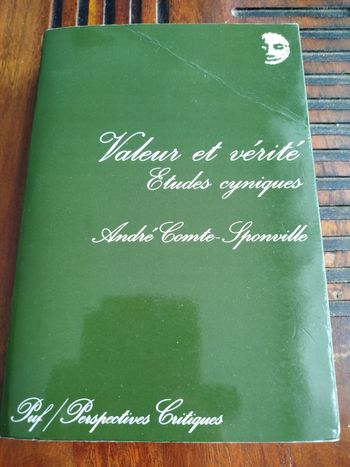 Valeur et vérité
Etudes cyniques
André Comte-Sponville
Puf / Perspectives Critiques